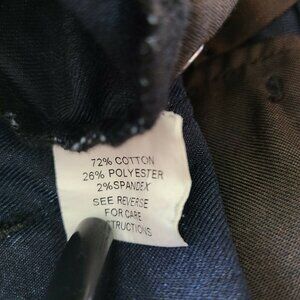 72% COTTON
26% POLYESTER
2% SPANDEX
SEE REVERSE
FOR CARE